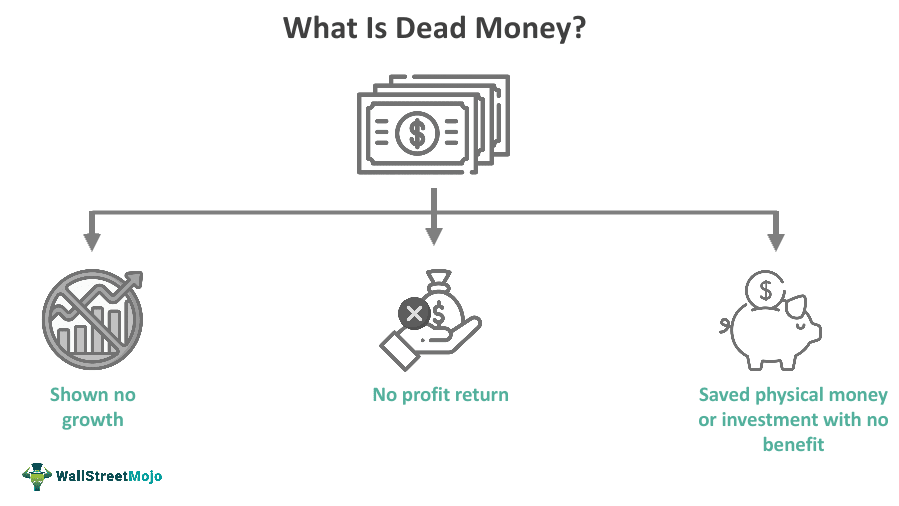 What Is Dead Money?
$
$
$
Shown no
growth
No profit return
Saved physical money
or investment with no
benefit
WallStreetMojo